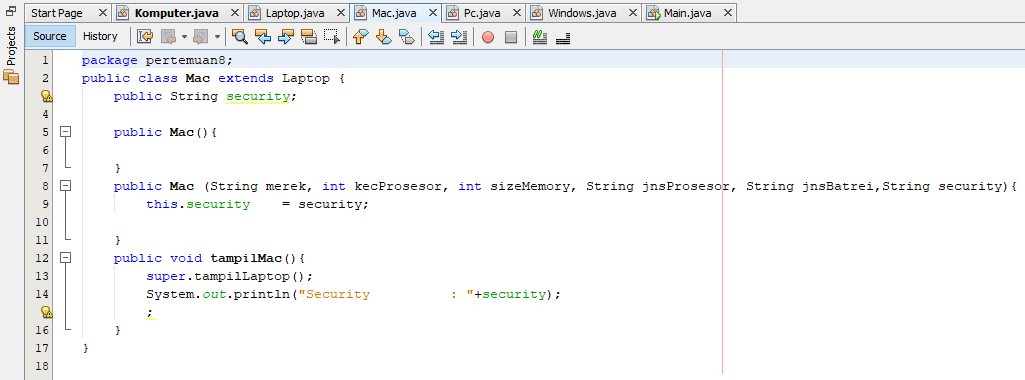 Start Page Komputer.java Laptop.java Mac.java Pc.java Windows.java Main.java
Projects
Source History
1 package pertemuan8;
2 public class Mac extends Laptop {
public String security;
4
5 public Mac(){
6
7 }
8 public Mac (String merek, int kecProsesor, int sizeMemory, String jnsProsesor, String jnsBatrei,String security){
9 this.security    = security;
10
11 }
12 public void tampilMac(){
13 super.tampilLaptop();
14 System.out.println("Security          : "+security);
;
16 }
17 }
18